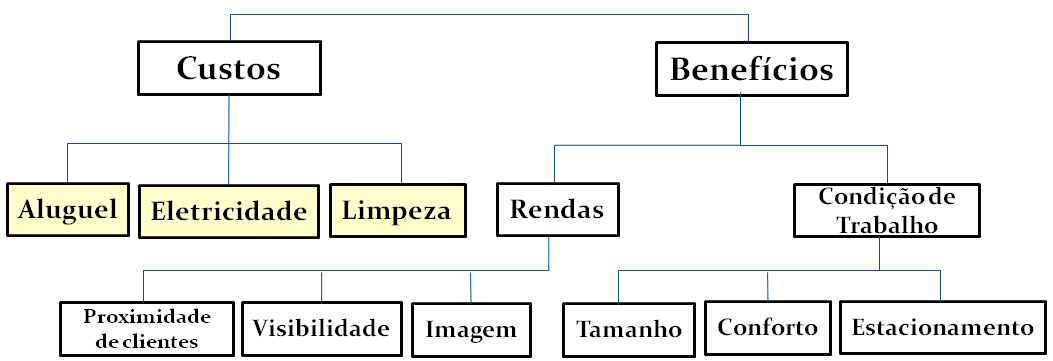 Custos
Benefícios
Aluguel
Eletricidade
Limpeza
Rendas
Condição de
Trabalho
Proximidade
de clientes
Visibilidade
Imagem
Tamanho
Conforto
Estacionamento